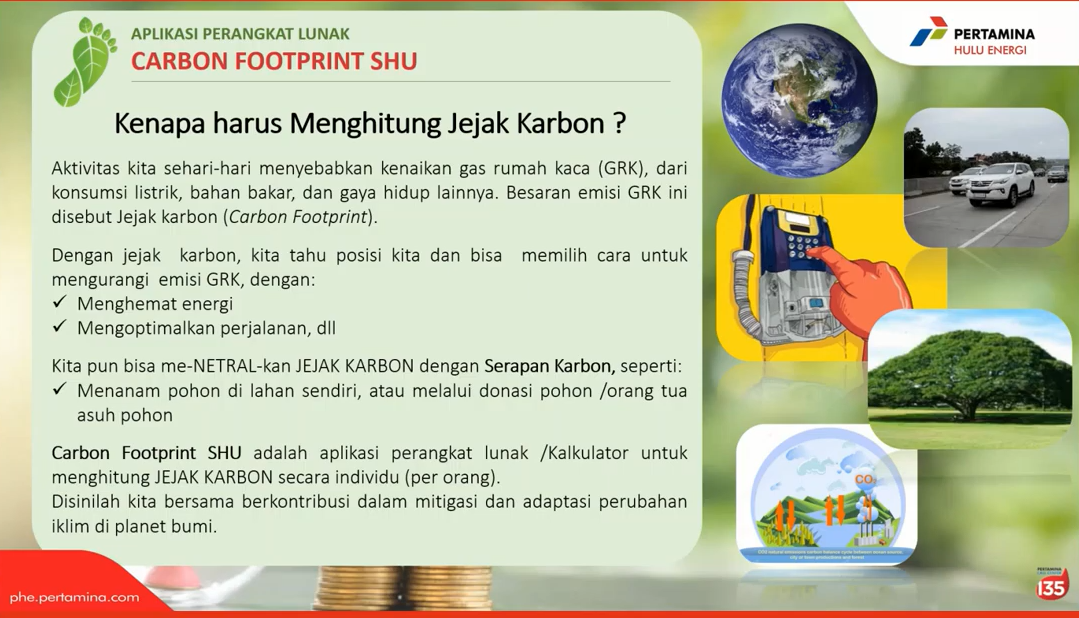 APLIKASI PERANGKAT LUNAK
CARBON FOOTPRINT SHU
PERTAMINA
HULU ENERGI
Kenapa harus Menghitung Jejak Karbon ?
Aktivitas kita sehari-hari menyebabkan kenaikan gas rumah kaca (GRK), dari
konsumsi listrik, bahan bakar, dan gaya hidup lainnya. Besaran emisi GRK ini
disebut Jejak karbon (Carbon Footprint).
Dengan jejak karbon, kita tahu posisi kita dan bisa memilih cara untuk
mengurangi emisi GRK, dengan:
✓ Menghemat energi
✓ Mengoptimalkan perjalanan, dll
Kita pun bisa me-NETRAL-kan JEJAK KARBON dengan Serapan Karbon, seperti:
✓ Menanam pohon di lahan sendiri, atau melalui donasi pohon /orang tua
asuh pohon
Carbon Footprint SHU adalah aplikasi perangkat lunak /Kalkulator untuk
menghitung JEJAK KARBON secara individu (per orang).
Disinilah kita bersama berkontribusi dalam mitigasi dan adaptasi perubahan
iklim di planet bumi.
CO
phe.pertamina.com
PERTAMINA
135